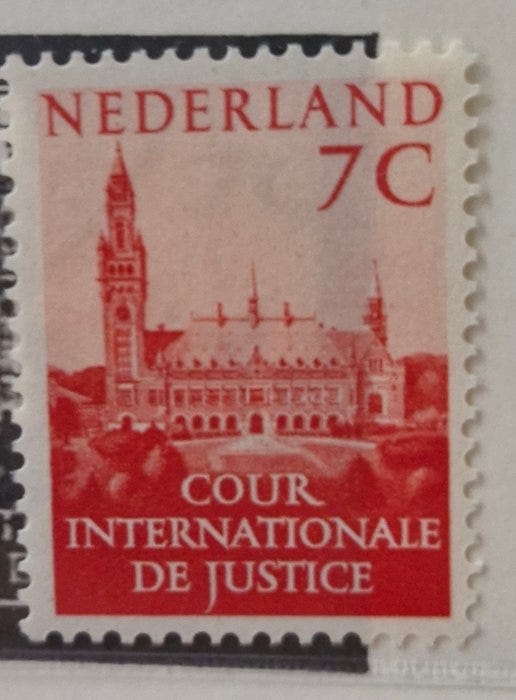 NEDERLAND
7C
COUR
INTERNATIONALE
DE JUSTICE